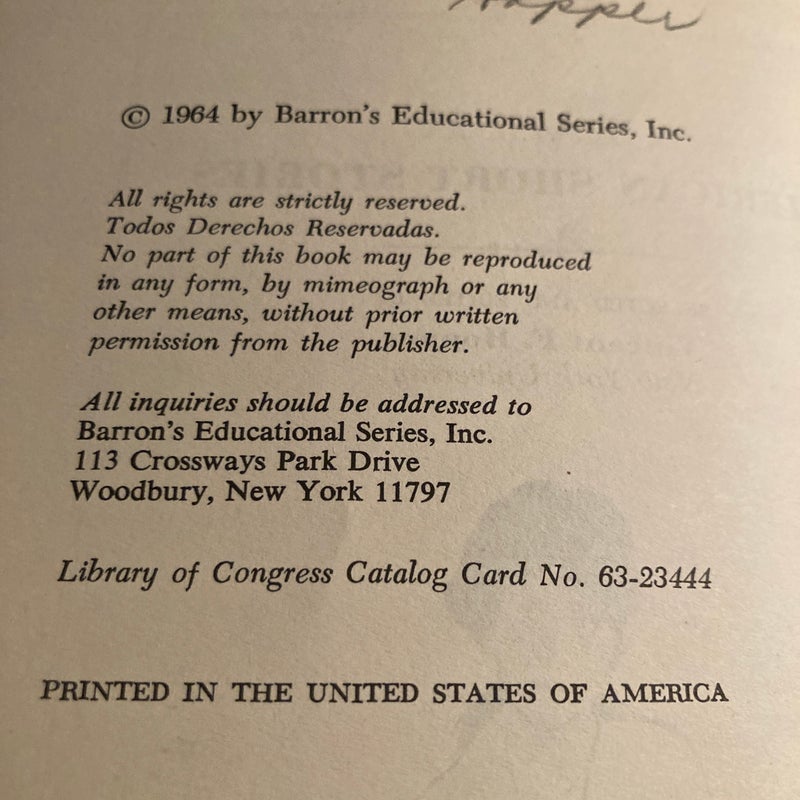 © 1964 by Barron's Educational Series, Inc.
All rights are strictly reserved.
Todos Derechos Reservadas.
No part of this book may be reproduced
in any form, by mimeograph or any
other means, without prior written
permission from the publisher.
All inquiries should be addressed to
Barron's Educational Series, Inc.
113 Crossways Park Drive
Woodbury, New York 11797
Library of Congress Catalog Card No. 63-23444
PRINTED IN THE UNITED STATES OF AMERICA